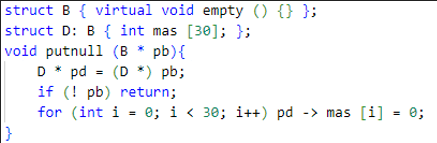 struct B { virtual void empty () {} };
struct D: B { int mas [30]; };
void putnull (B * pb){
    D * pd = (D *) pb;
    if (! pb) return;
    for (int i = 0; i < 30; i++) pd -> mas [i] = 0;
}